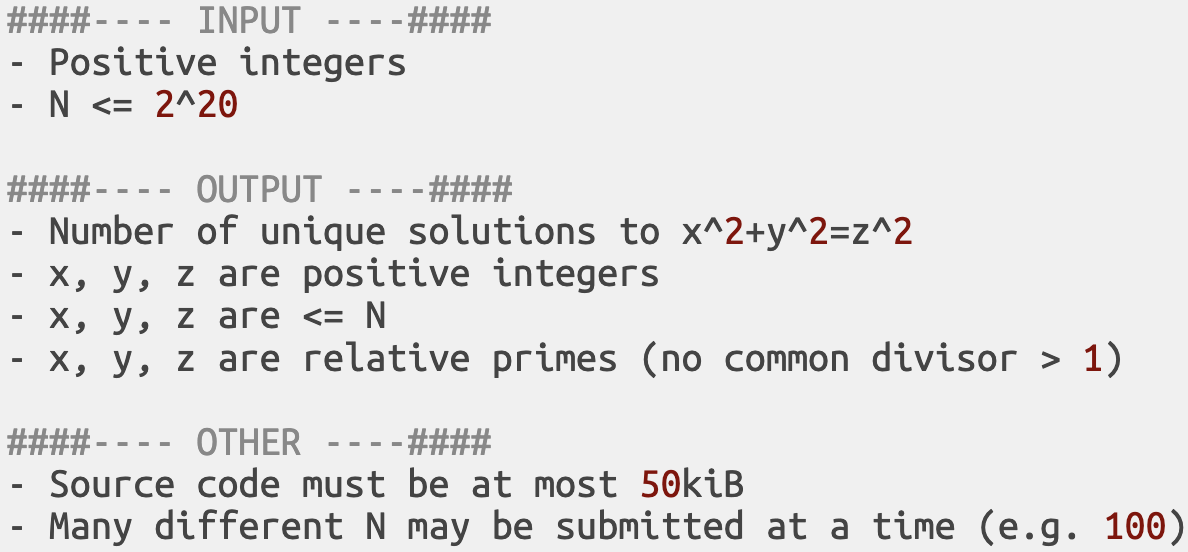 ####---- INPUT ----####
- Positive integers
- N <= 2^20
####---- OUTPUT ----####
- Number of unique solutions to x^2+y^2=z^2
- x, y, z are positive integers
- x, y, z are <= N
- x, y, z are relative primes (no common divisor > 1)
####---- OTHER ----####
- Source code must be at most 50kiB
- Many different N may be submitted at a time (e.g. 100)